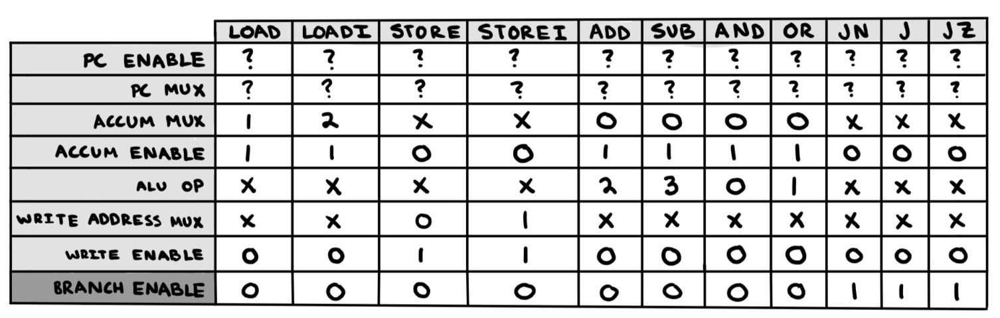 LOAD LOADI STORE STOREI ADD SUB AND OR JN J JZ
PC ENABLE ? ? ? ? ? ? ? ? ? ? ?
PC MUX ? ? ? ? ? ? ? ? ? ? ?
ACCUM MUX 1 2 X X 0 0 0 0 X X X
ACCUM ENABLE 1 1 0 0 1 1 1 1 0 0 0
ALU OP X X X X 2 3 0 1 X X X
WRITE ADDRESS MUX X X 0 1 X X X X X X X
WRITE ENABLE 0 0 1 1 0 0 0 0 0 0 0
BRANCH ENABLE 0 0 0 0 0 0 0 0 1 1 1